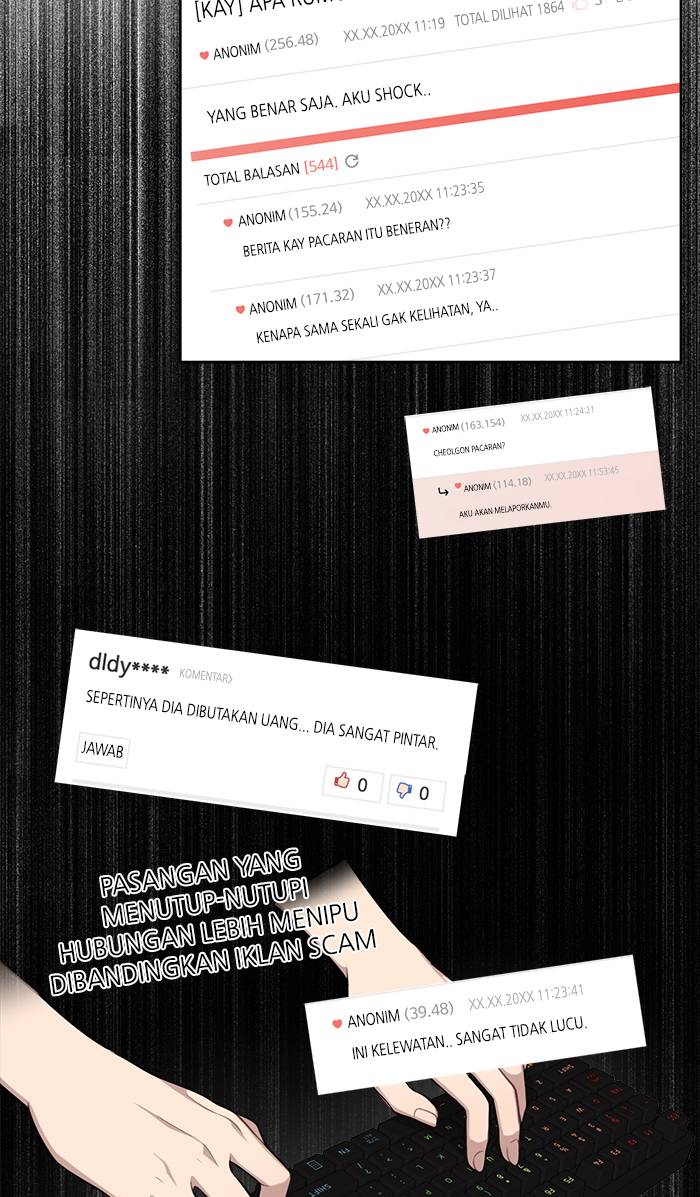 [KAY] APA
ANONIM (256.48) XX.XX.20XX 11:19 TOTAL DILIHAT 1864
YANG BENAR SAJA. AKU SHOCK..
TOTAL BALASAN [544]
ANONIM (155.24) XX.XX.20XX 11:23:35
BERITA KAY PACARAN ITU BENERAN??
ANONIM (171.32) XX.XX.20XX 11:23:37
KENAPA SAMA SEKALI GAK KELIHATAN, YA..
ANONIM (163.154) XX.XX.20XX 11:24:21
CHEOLGON PACARAN?
ANONIM (114.18) XX.XX.20XX 11:53:45
AKU AKAN MELAPORKANMU.
dldy**** KOMENTAR>
SEPERTINYA DIA DIBUTAKAN UANG... DIA SANGAT PINTAR.
JAWAB
0 0
PASANGAN YANG
MENUTUP-NUTUPI
HUBUNGAN LEBIH MENIPU
DIBANDINGKAN IKLAN SCAM
ANONIM (39.48) XX.XX.20XX 11:23:41
INI KELEWATAN.. SANGAT TIDAK LUCU.
SHIFT